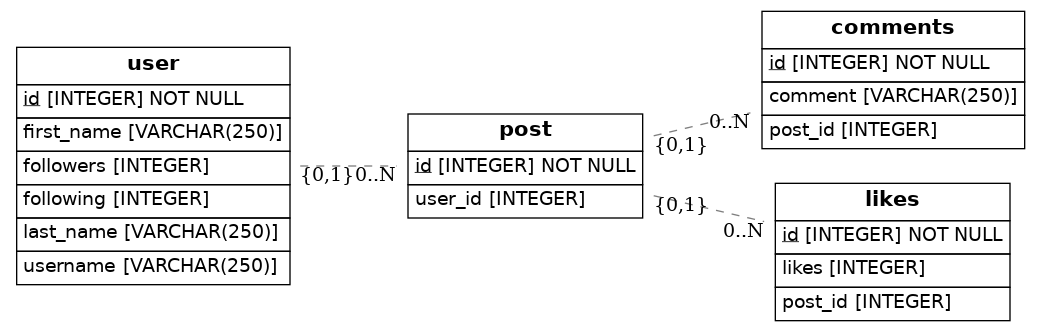 user
id [INTEGER] NOT NULL
first_name [VARCHAR(250)]
followers [INTEGER]
following [INTEGER]
last_name [VARCHAR(250)]
username [VARCHAR(250)]
{0,1}
0..N
post
id [INTEGER] NOT NULL
user_id [INTEGER]
{0,1}
0..N
{0,1}
0..N
comments
id [INTEGER] NOT NULL
comment [VARCHAR(250)]
post_id [INTEGER]
likes
id [INTEGER] NOT NULL
likes [INTEGER]
post_id [INTEGER]